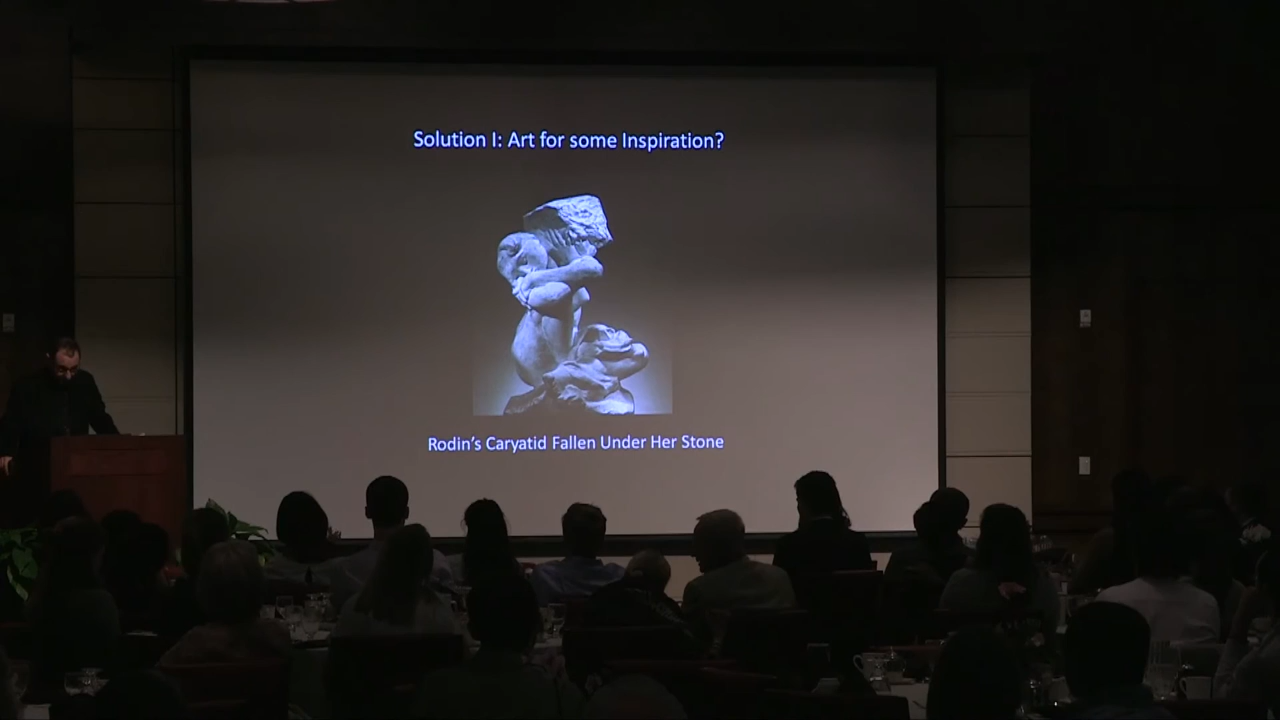 Solution I: Art for some Inspiration?
Rodin's Caryatid Fallen Under Her Stone